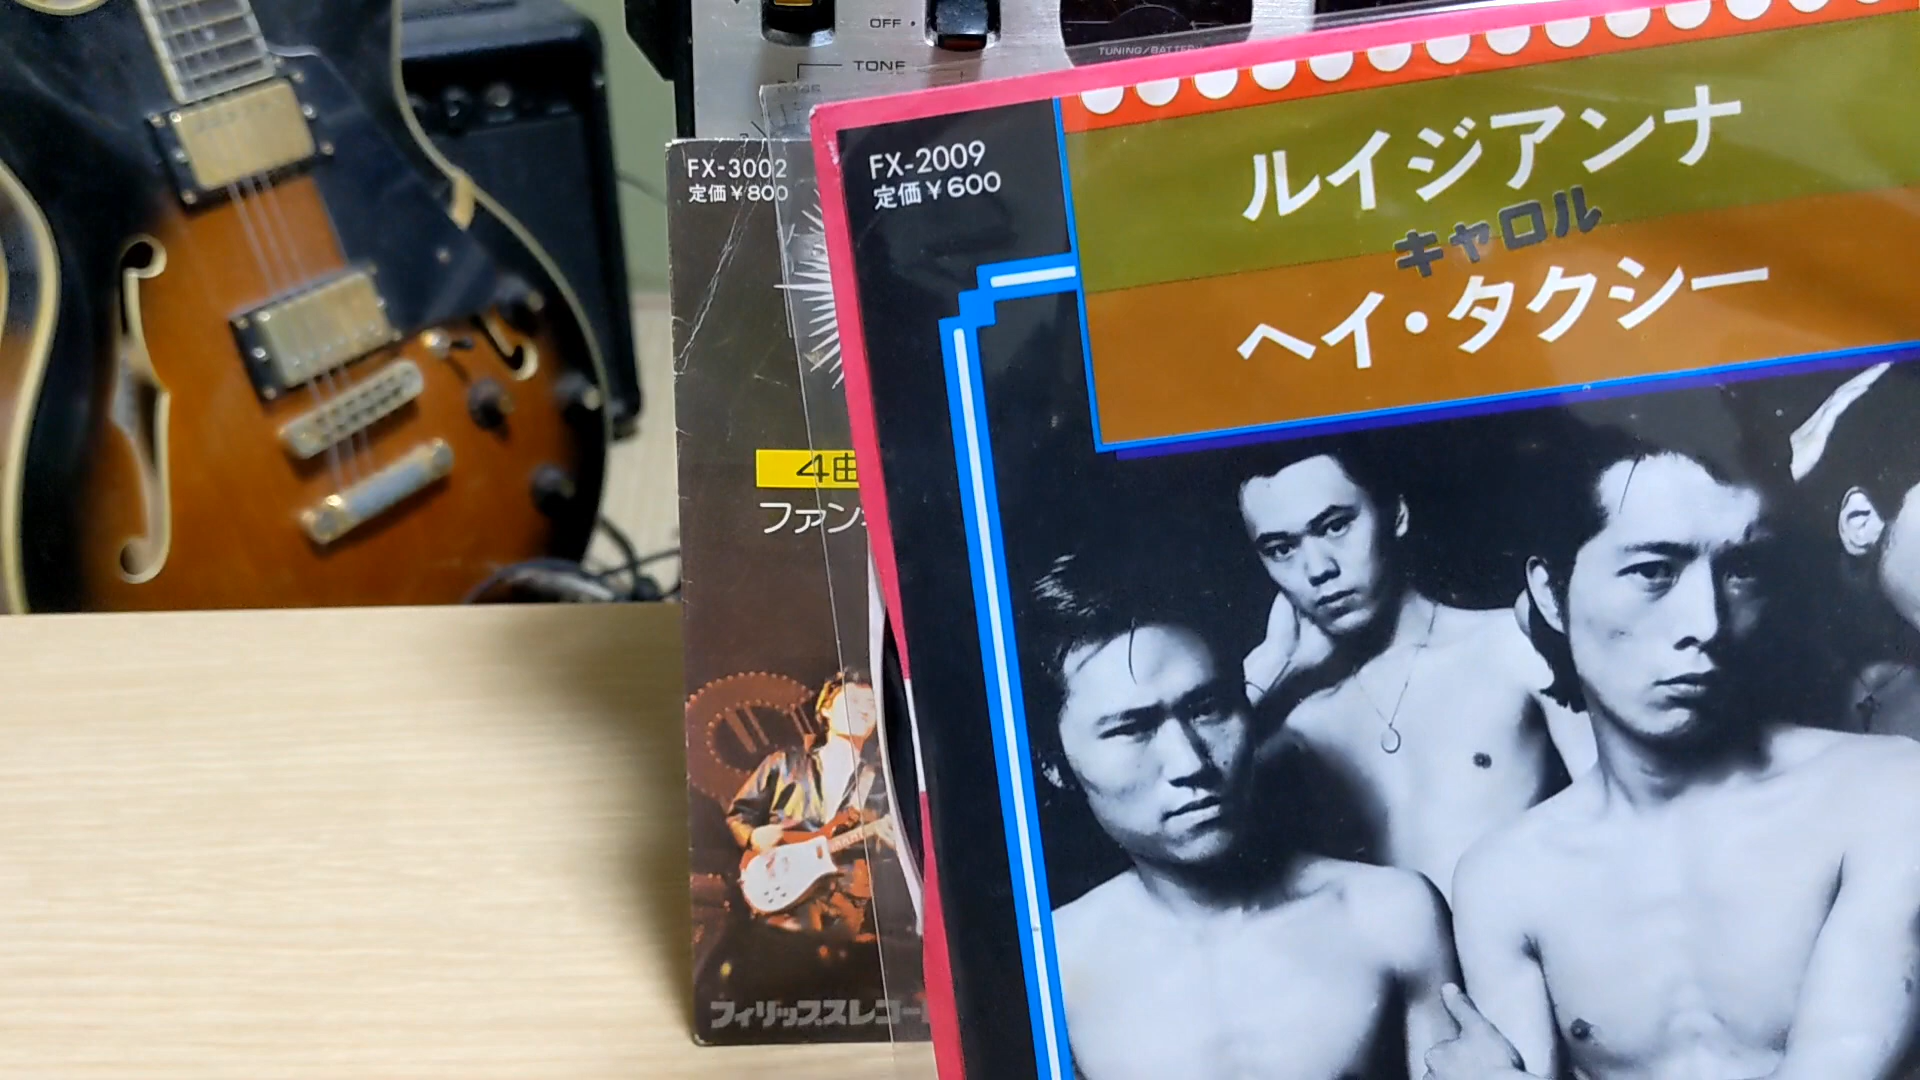 OFF
TUNING/BATTERY
TONE
FX-3002
定価￥800
4曲
ファン
フィリップスレコー
FX-2009
定価￥600
ルイジアンナ
キャロル
ヘイ・タクシー